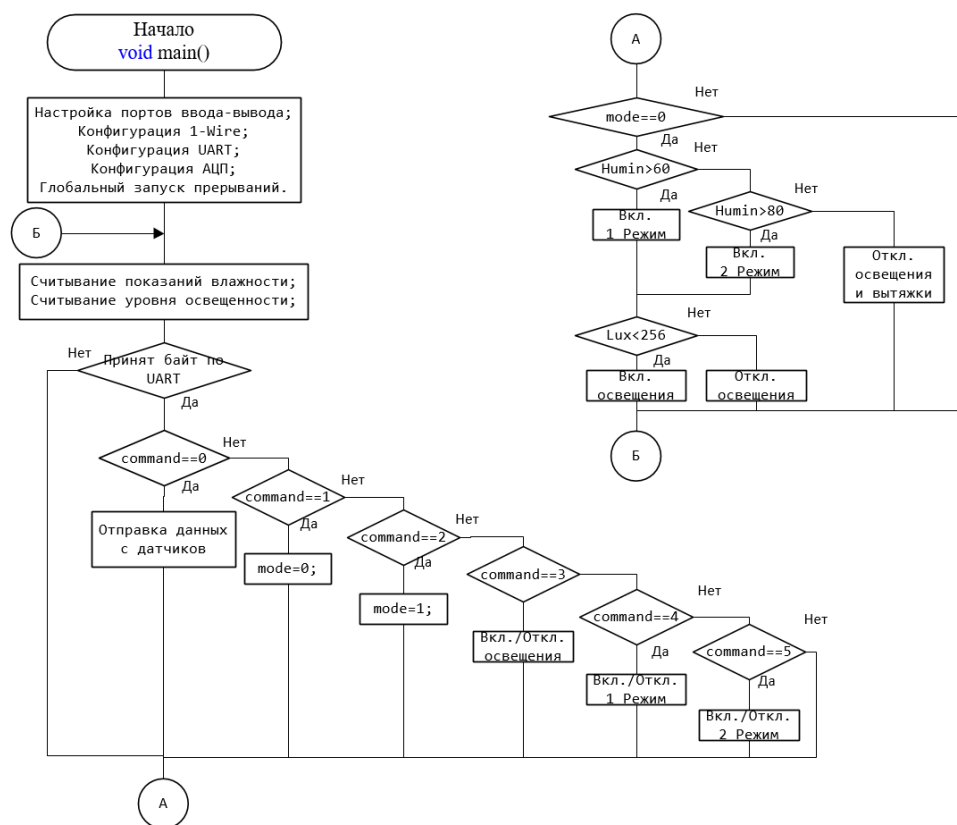 Начало
void main()
Настройка портов ввода-вывода;
Конфигурация 1-Wire;
Конфигурация UART;
Конфигурация АЦП;
Глобальный запуск прерываний.
Б
Считывание показаний влажности;
Считывание уровня освещенности;
Нет
Принят байт по
UART
Да
command==0
Нет
Да
Отправка данных
с датчиков
command==1
Нет
Да
mode=0;
command==2
Нет
Да
mode=1;
command==3
Вкл./Откл.
освещения
command==4
Нет
Да
Вкл./Откл.
1 Режим
command==5
Нет
Да
Вкл./Откл.
2 Режим
А
А
mode==0
Нет
Да
Humin>60
Нет
Да
Вкл.
1 Режим
Humin>80
Нет
Да
Вкл.
2 Режим
Откл.
освещения
и вытяжки
Lux<256
Нет
Да
Вкл.
освещения
Откл.
освещения
Б